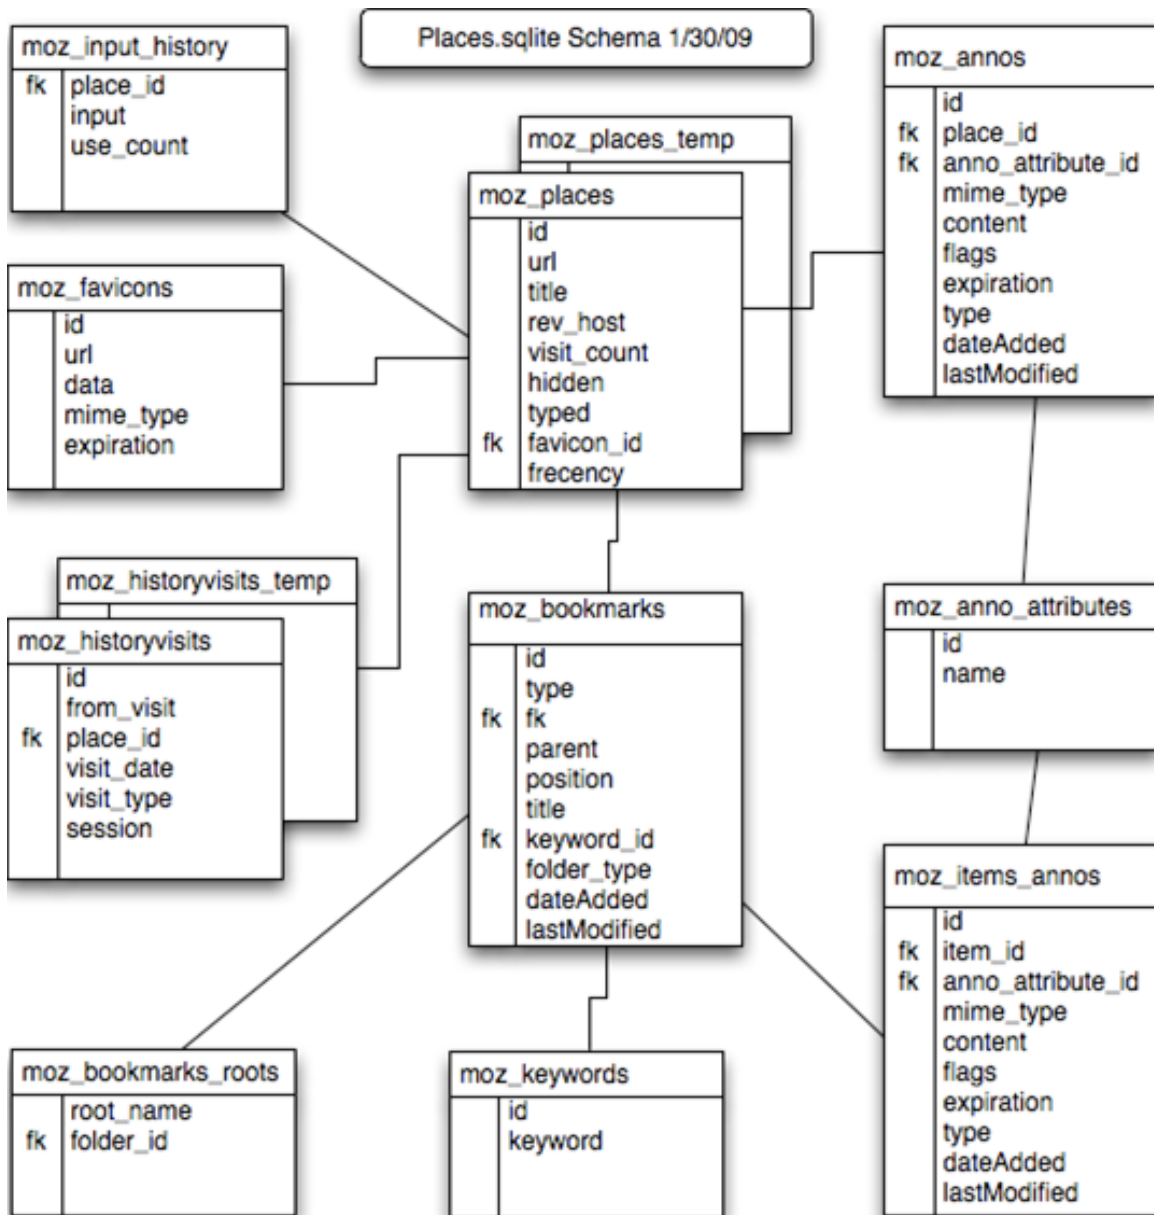 Places.sqlite Schema 1/30/09
moz_input_history
fk place_id
input
use_count
moz_favicons
id
url
data
mime_type
expiration
moz_historyvisits_temp
moz_historyvisits
id
from_visit
fk place_id
visit_date
visit_type
session
moz_bookmarks_roots
root_name
fk folder_id
moz_places_temp
moz_places
id
url
title
rev_host
visit_count
hidden
typed
fk favicon_id
frecency
moz_bookmarks
id
type
fk fk
parent
position
title
fk keyword_id
folder_type
dateAdded
lastModified
moz_keywords
id
keyword
moz_annos
id
fk place_id
fk anno_attribute_id
mime_type
content
flags
expiration
type
dateAdded
lastModified
moz_anno_attributes
id
name
moz_items_annos
id
fk item_id
fk anno_attribute_id
mime_type
content
flags
expiration
type
dateAdded
lastModified